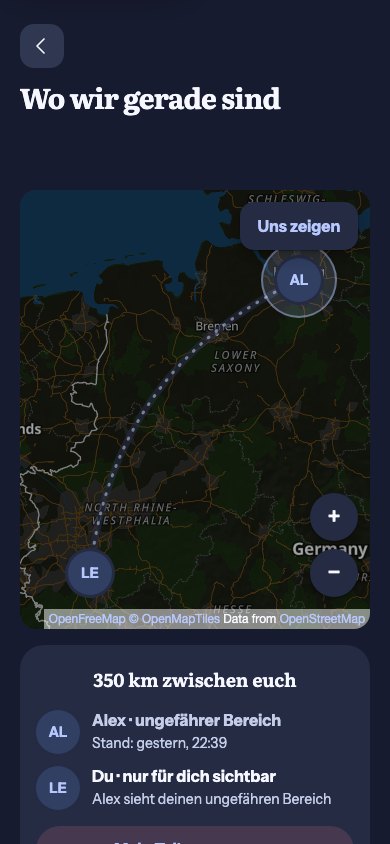 Wo wir gerade sind
SCHLESWIG-
Uns zeigen
AL
Bremen
LOWER
SAXONY
nds
NORTH RHINE-
WESTPHALIA
+
Germany
LE
−
HESSE
OpenFreeMap © OpenMapTiles Data from OpenStreetMap
350 km zwischen euch
AL
Alex · ungefährer Bereich
Stand: gestern, 22:39
LE
Du · nur für dich sichtbar
Alex sieht deinen ungefähren Bereich